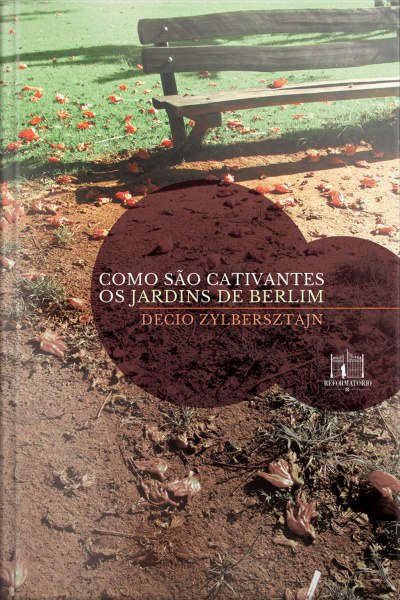 COMO SÃO CATIVANTES
OS JARDINS DE BERLIM
DECIO ZYLBERSZTAJN
REFORMATÓRIO